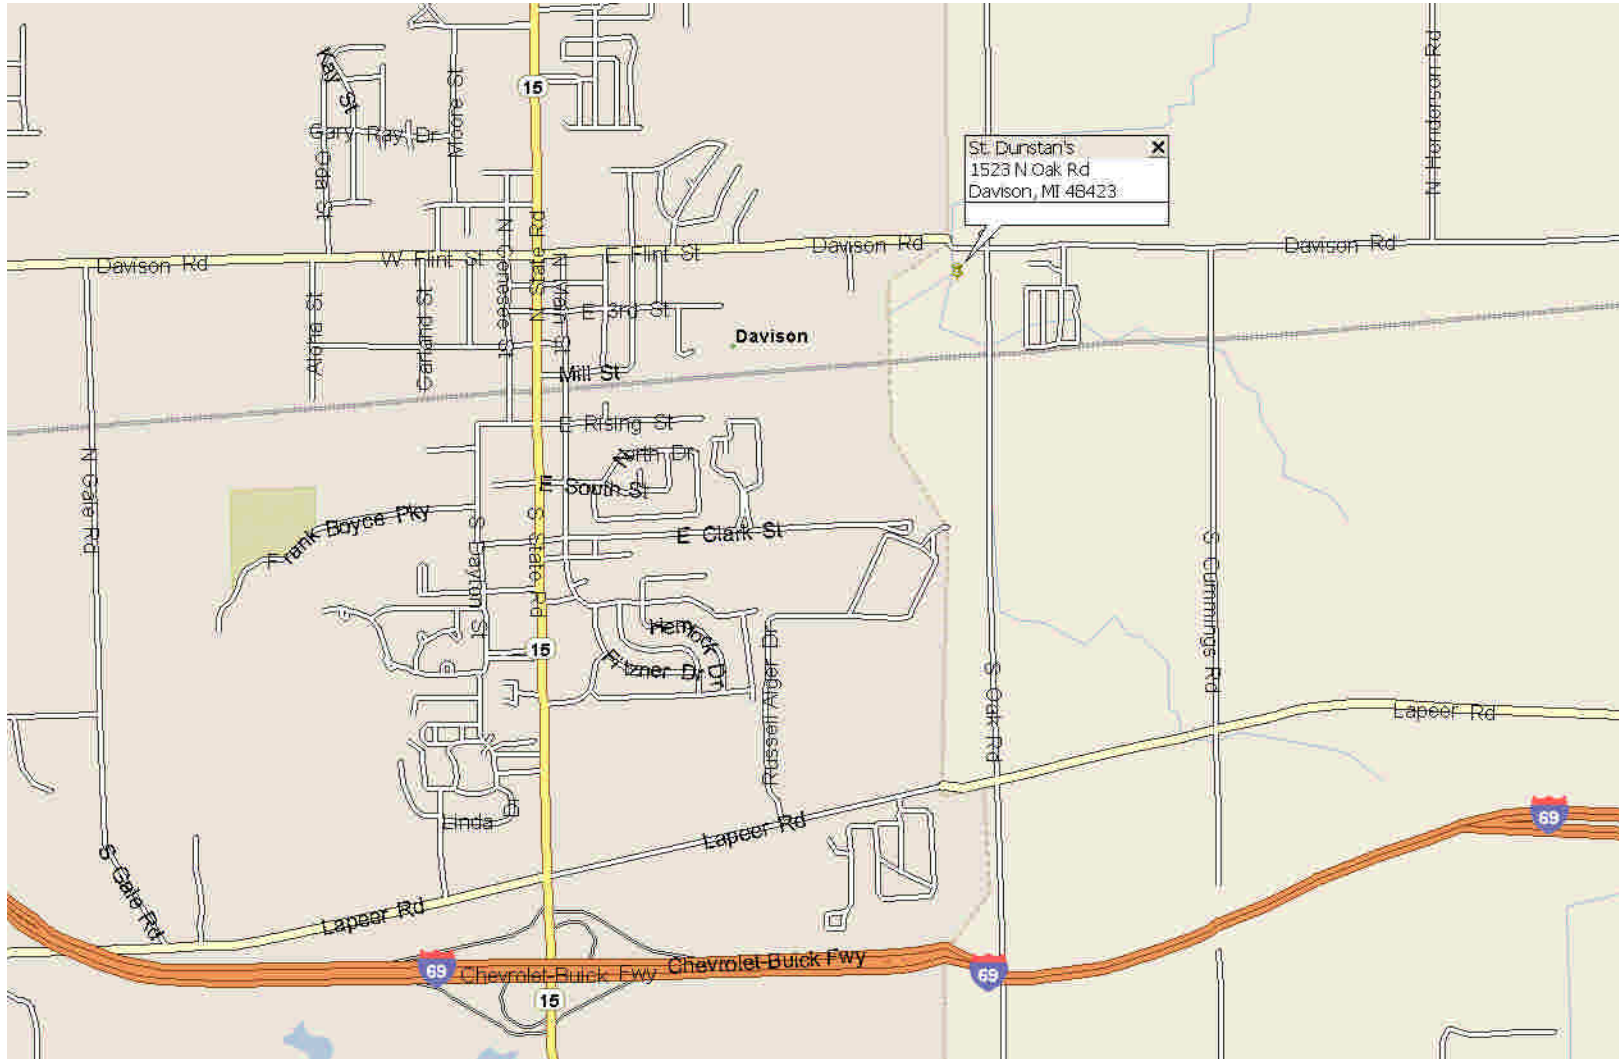 Kay St
N Moore St
15
Gary Ray Dr
N Oda St
N Henderson Rd
St. Dunstan's
1523 N Oak Rd
Davison, MI 48423
Davison Rd
W Flint St
E Flint St
Davison Rd
Davison Rd
N Genesee St
N State Rd
N Main St
Aloha St
Garland St
E 3rd St
Davison
Mill St
E Rising St
North Dr
N Gale Rd
E South St
Frank Boyce Pky
S Dayton St
S State Rd
E Clark St
S Cummings Rd
Hemlock Dr
Fitzner Dr
15
Russell Alger Dr
S Oak Rd
Lapeer Rd
Linda
Lapeer Rd
S Gale Rd
Lapeer Rd
69
69
Chevrolet-Buick Fwy
Chevrolet-Buick Fwy
69
15